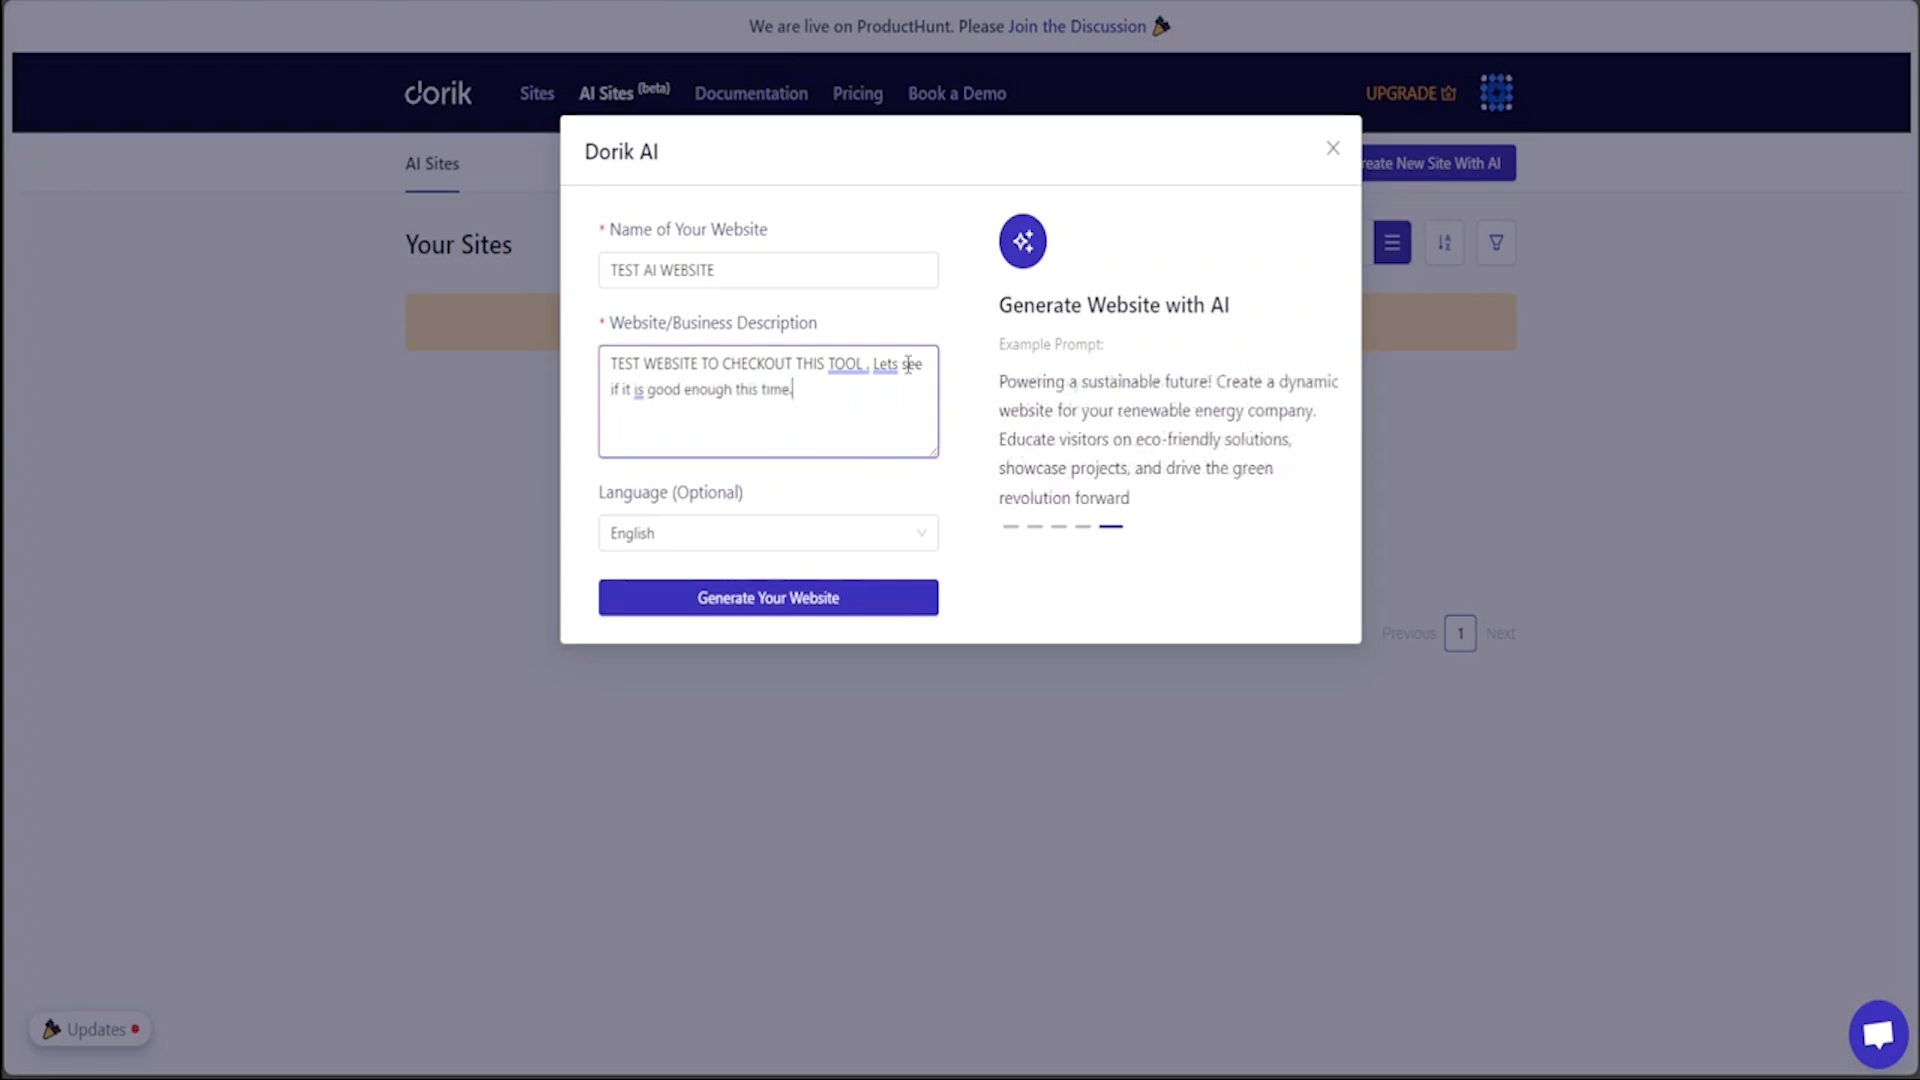 We are live on ProductHunt. Please Join the Discussion
dorik
Sites
AI Sites (beta)
Documentation
Pricing
Book a Demo
UPGRADE
AI Sites
Dorik AI
reate New Site With AI
Your Sites
* Name of Your Website
TEST AI WEBSITE
* Website/Business Description
TEST WEBSITE TO CHECKOUT THIS TOOL . Lets see
if it is good enough this time.
Language (Optional)
English
Generate Your Website
Generate Website with AI
Example Prompt:
Powering a sustainable future! Create a dynamic
website for your renewable energy company.
Educate visitors on eco-friendly solutions,
showcase projects, and drive the green
revolution forward
Previous
1
Next
Updates